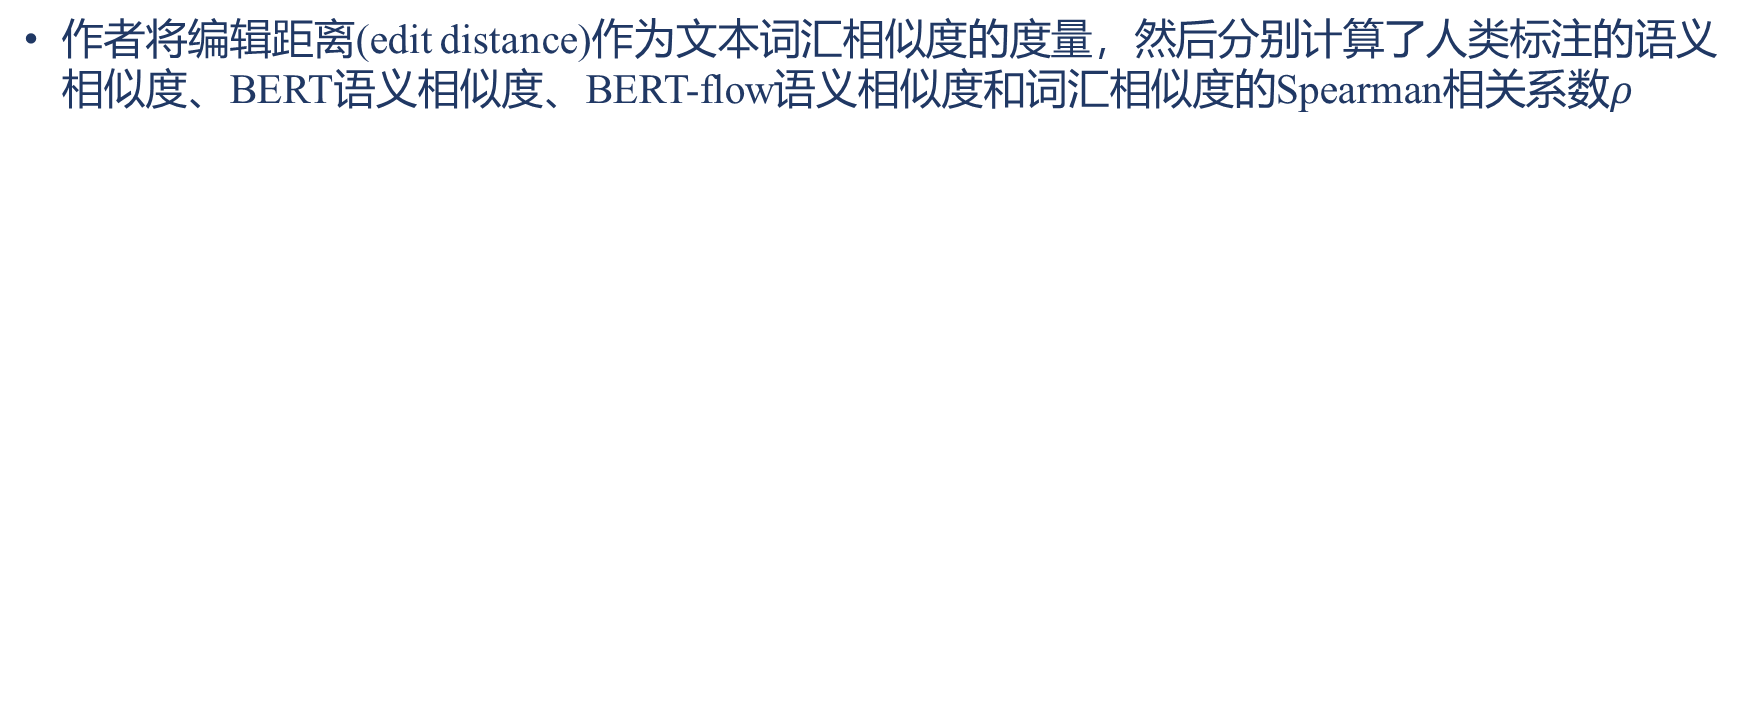 • 作者将编辑距离(edit distance)作为文本词汇相似度的度量，然后分别计算了人类标注的语义
相似度、BERT语义相似度、BERT-flow语义相似度和词汇相似度的Spearman相关系数ρ